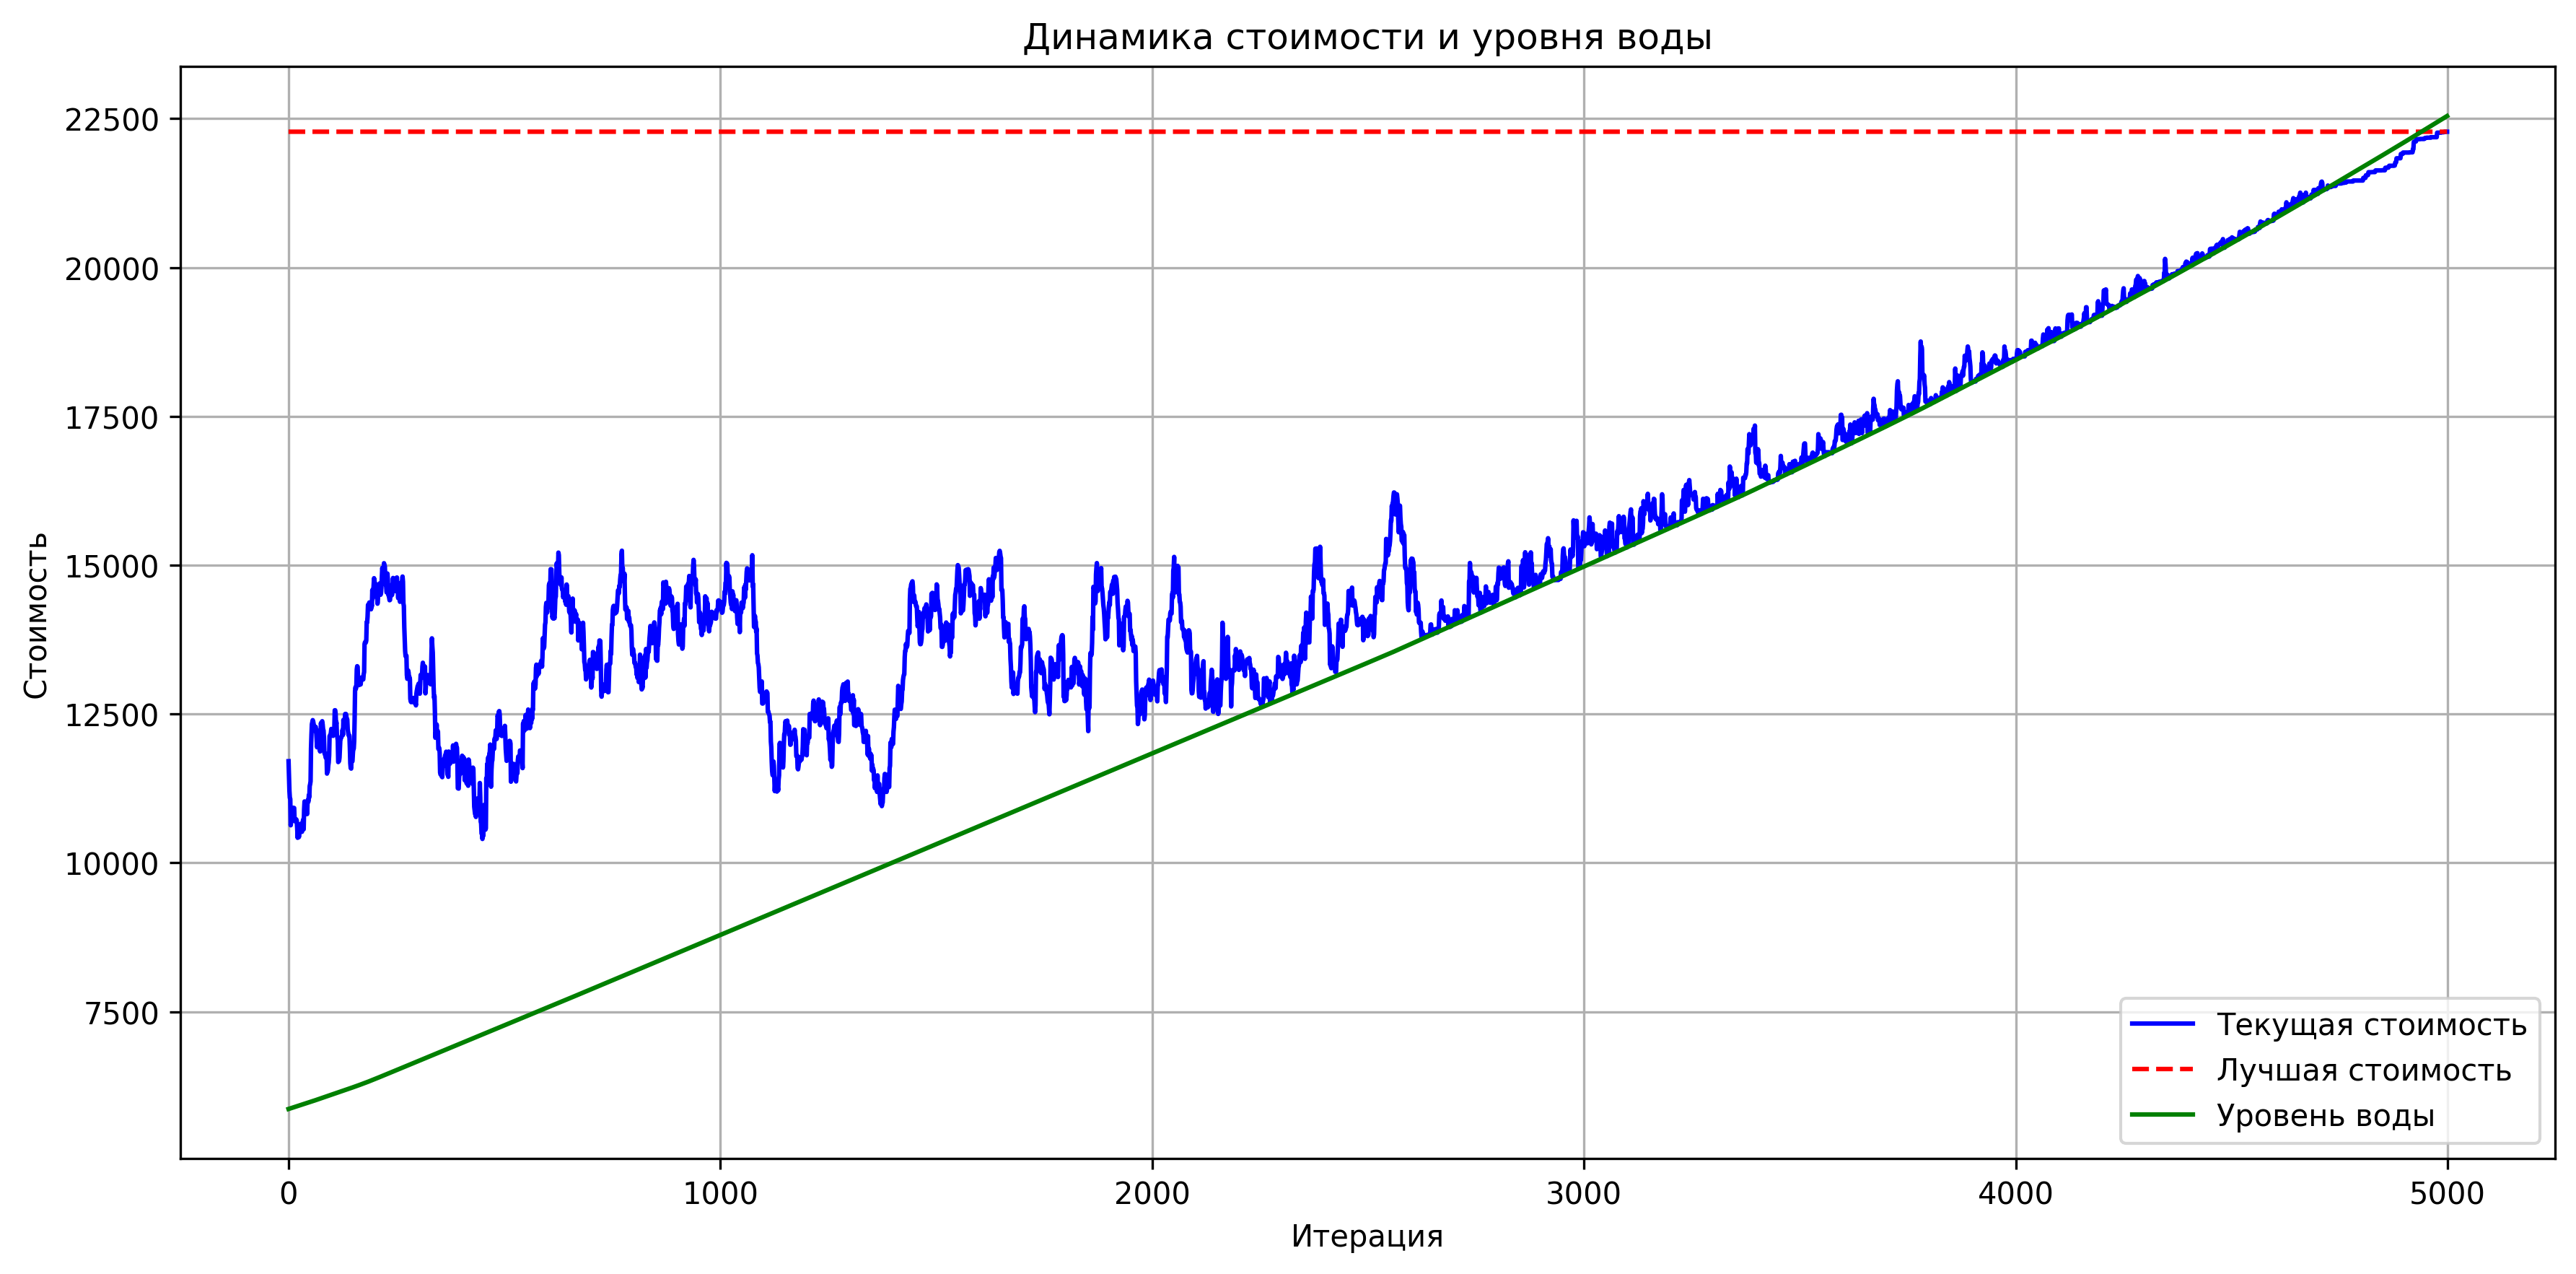 Динамика стоимости и уровня воды
Стоимость
22500
20000
17500
15000
12500
10000
7500
0
1000
2000
3000
4000
5000
Итерация
Текущая стоимость
Лучшая стоимость
Уровень воды